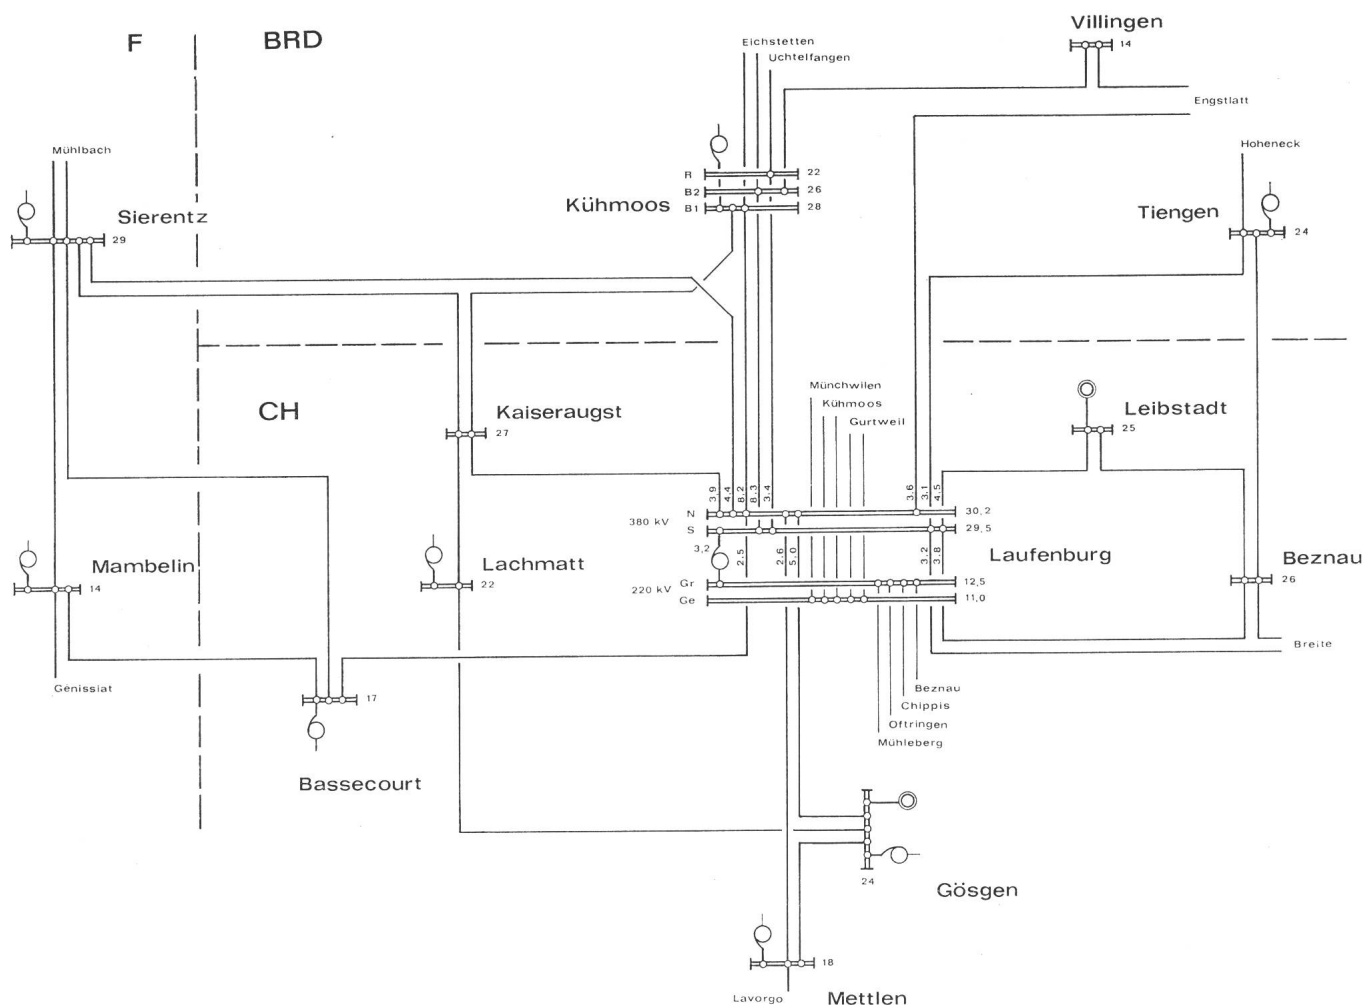 F
BRD
Villingen
14
Eichstetten
Uchtelfangen
Engstlatt
Mühlbach
Hoheneck
R
22
B2
26
B1
28
Kühmoos
Sierentz
29
Tiengen
24
CH
Kaiseraugst
27
Münchwilen
Kühmoos
Gurtweil
Leibstadt
25
3,9
4,4
8,2
8,3
3,4
3,6
3,1
4,5
N
30,2
380 kV
S
29,5
3,2
2,5
2,6
5,0
3,2
3,8
Laufenburg
Mambelin
14
Lachmatt
22
Gr
12,5
220 kV
Ge
11,0
Beznau
26
Breite
Génissiat
17
Beznau
Chippis
Oftringen
Mühleberg
Bassecourt
24
Gösgen
18
Lavorgo
Mettlen